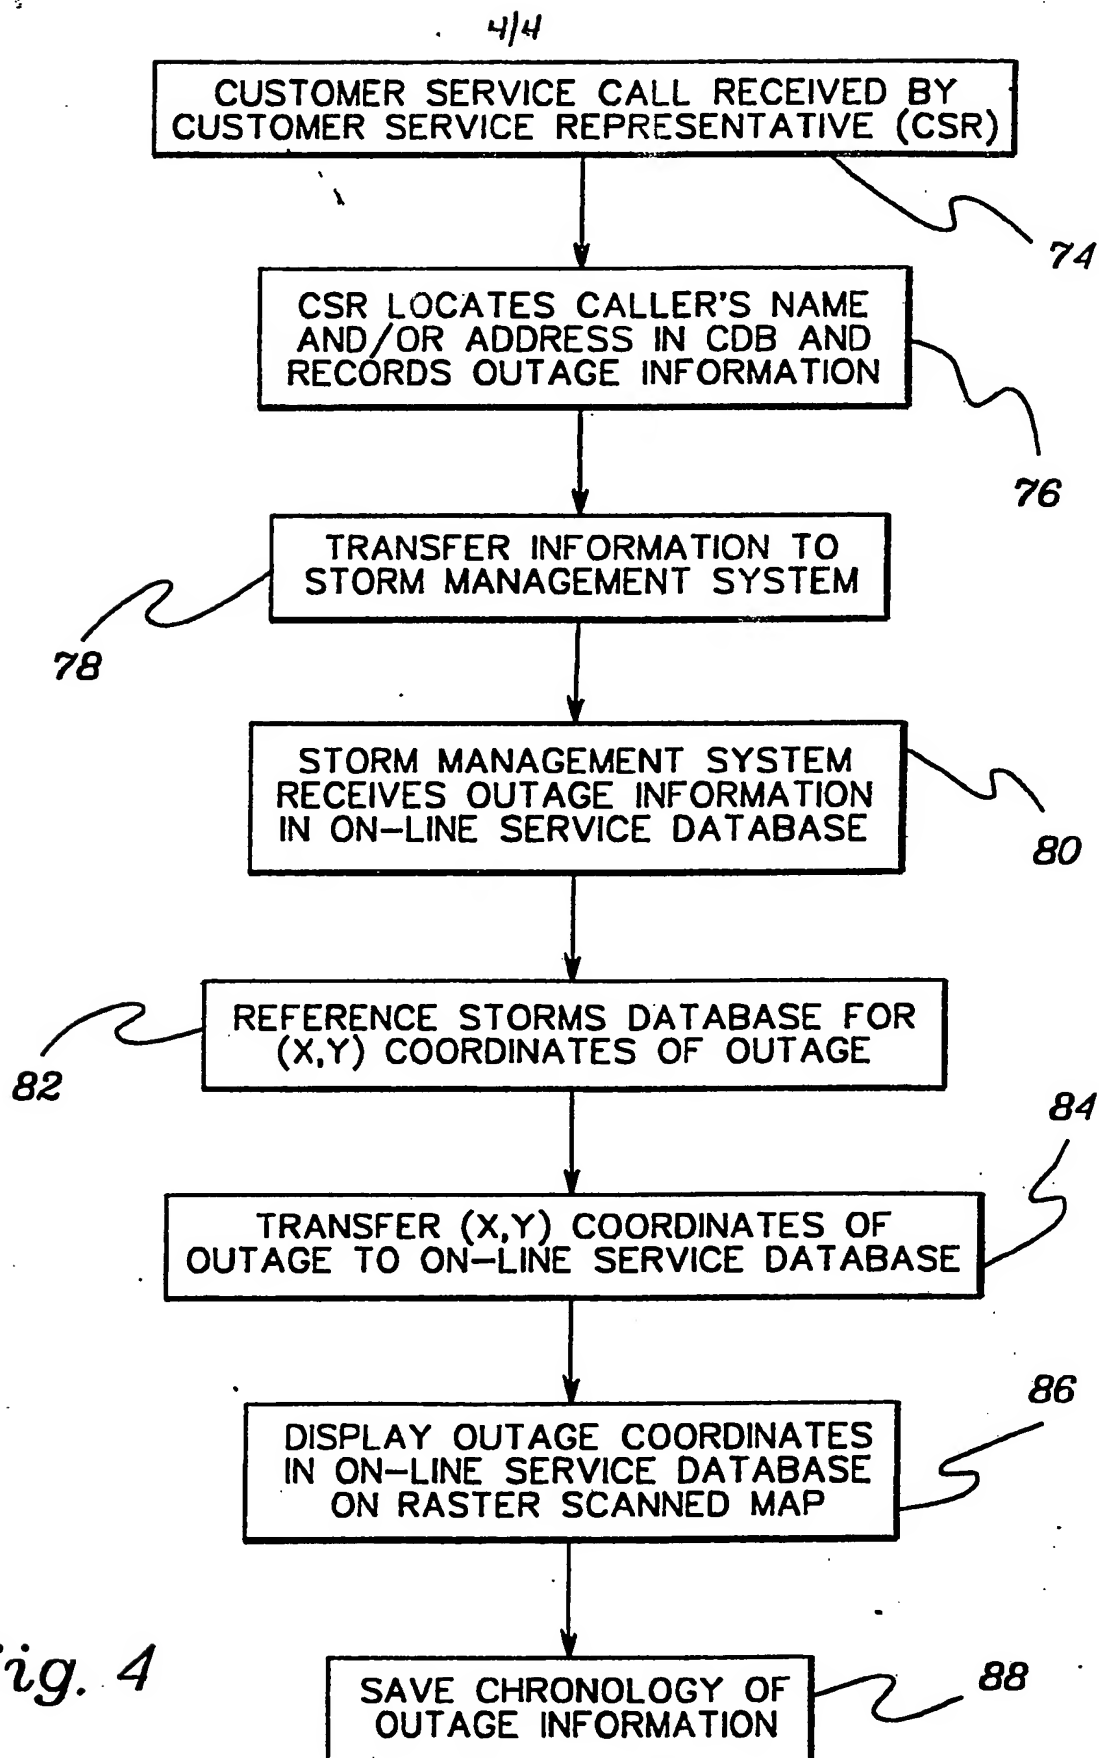 4/4
CUSTOMER SERVICE CALL RECEIVED BY
CUSTOMER SERVICE REPRESENTATIVE (CSR)
74
CSR LOCATES CALLER'S NAME
AND/OR ADDRESS IN CDB AND
RECORDS OUTAGE INFORMATION
76
TRANSFER INFORMATION TO
STORM MANAGEMENT SYSTEM
78
STORM MANAGEMENT SYSTEM
RECEIVES OUTAGE INFORMATION
IN ON-LINE SERVICE DATABASE
80
REFERENCE STORMS DATABASE FOR
(X,Y) COORDINATES OF OUTAGE
82
84
TRANSFER (X,Y) COORDINATES OF
OUTAGE TO ON-LINE SERVICE DATABASE
86
DISPLAY OUTAGE COORDINATES
IN ON-LINE SERVICE DATABASE
ON RASTER SCANNED MAP
ig. 4
88
SAVE CHRONOLOGY OF
OUTAGE INFORMATION